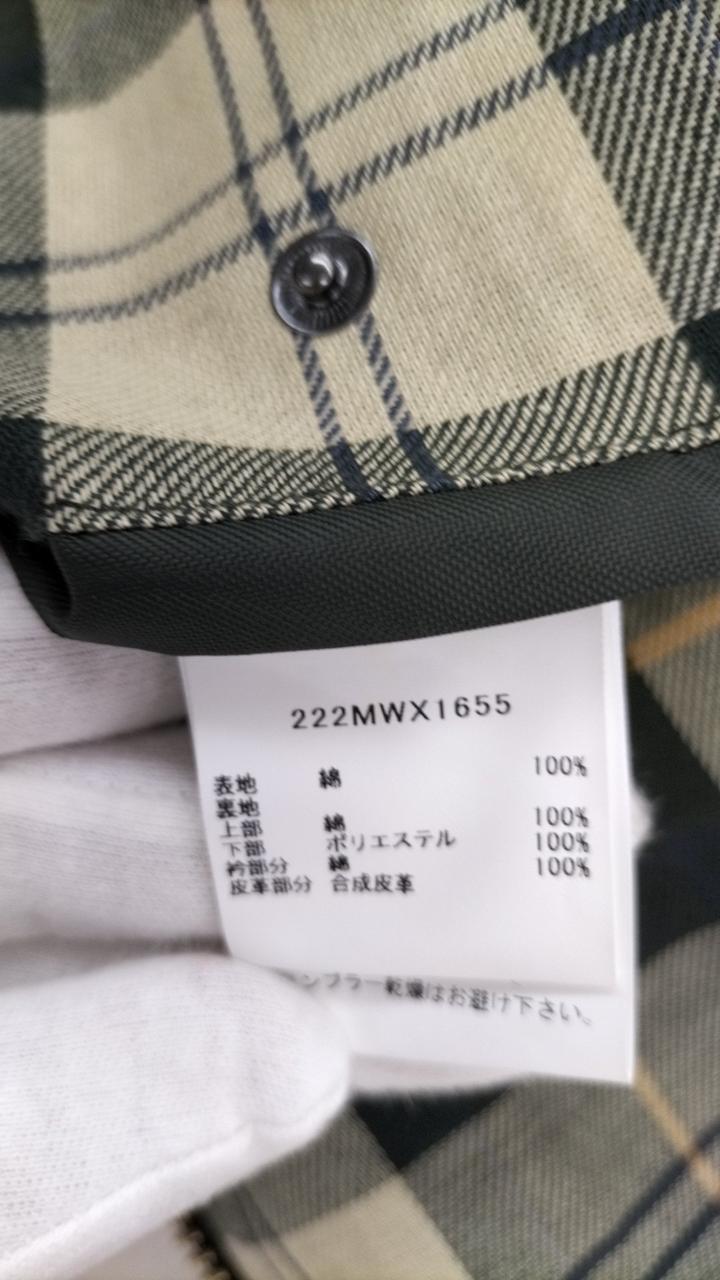 222MWX1655
表地 綿 100%
裏地
上部 綿 100%
下部 ポリエステル 100%
衿部分 綿 100%
皮革部分 合成皮革
ンブラー乾燥はお避け下さい。